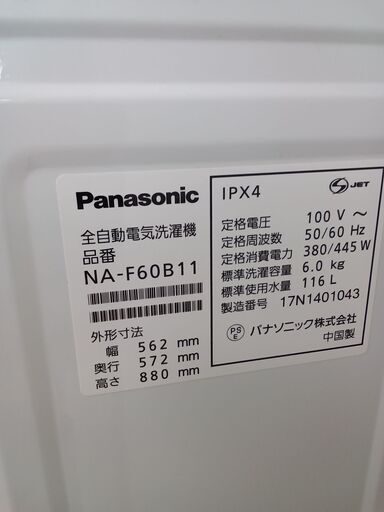 Panasonic
全自動電気洗濯機
品番
NA-F60B11
外形寸法
幅 562 mm
奥行 572 mm
高さ 880 mm
IPX4
S JET
定格電圧 100 V ～
定格周波数 50/60 Hz
定格消費電力 380/445 W
標準洗濯容量 6.0 kg
標準使用水量 116 L
製造番号 17N1401043
PS
E
パナソニック株式会社
中国製